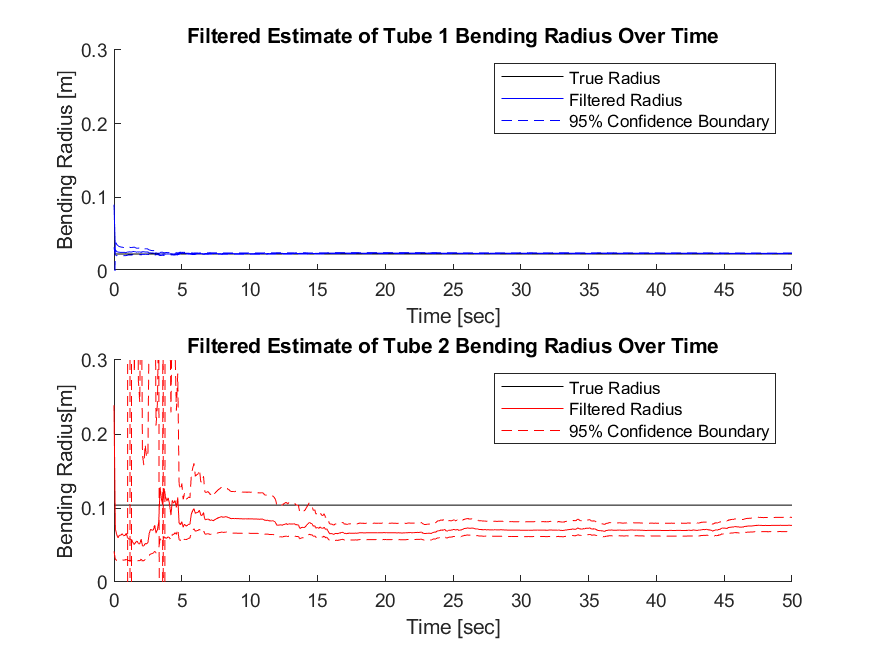 Filtered Estimate of Tube 1 Bending Radius Over Time
0.3
0.2
0.1
0
Bending Radius [m]
True Radius
Filtered Radius
95% Confidence Boundary
0 5 10 15 20 25 30 35 40 45 50
Time [sec]
Filtered Estimate of Tube 2 Bending Radius Over Time
0.3
0.2
0.1
0
Bending Radius[m]
True Radius
Filtered Radius
95% Confidence Boundary
0 5 10 15 20 25 30 35 40 45 50
Time [sec]